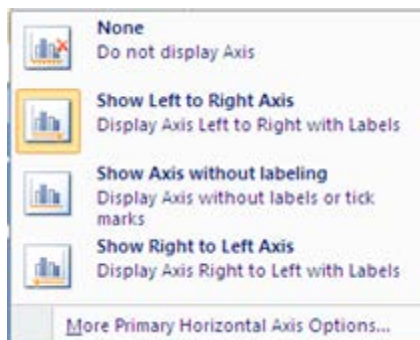 None
Do not display Axis
Show Left to Right Axis
Display Axis Left to Right with Labels
Show Axis without labeling
Display Axis without labels or tick
marks
Show Right to Left Axis
Display Axis Right to Left with Labels
More Primary Horizontal Axis Options...